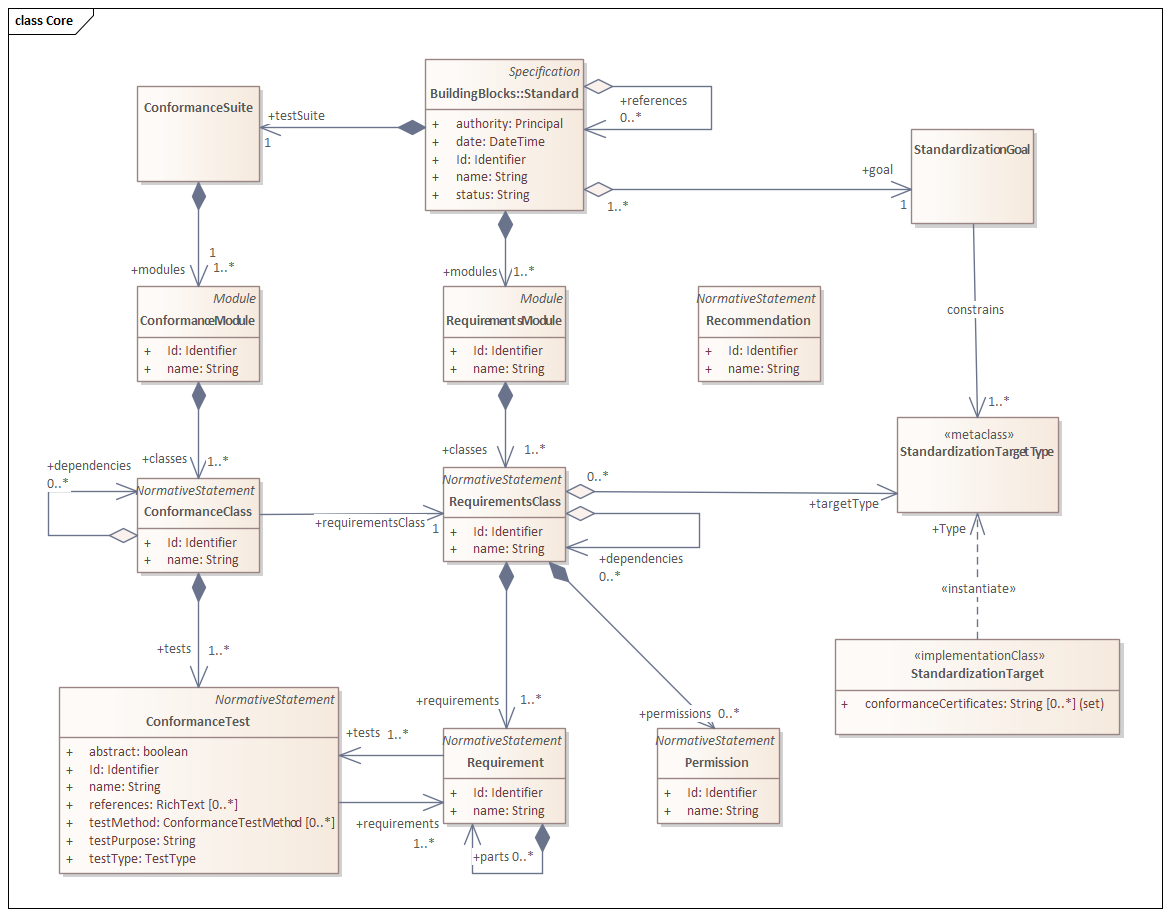 class Core
Specification
BuildingBlocks::Standard
+ authority: Principal
+ date: DateTime
+ Id: Identifier
+ name: String
+ status: String
+references
0..*
ConformanceSuite
+testSuite
1
StandardizationGoal
+goal
1
1..*
1
+modules
1..*
+modules
1..*
Module
ConformanceModule
+ Id: Identifier
+ name: String
Module
RequirementsModule
+ Id: Identifier
+ name: String
NormativeStatement
Recommendation
+ Id: Identifier
+ name: String
constrains
1..*
+classes
1..*
+classes
1..*
«metaclass»
StandardizationTargetType
+dependencies
0..*
NormativeStatement
ConformanceClass
+ Id: Identifier
+ name: String
+requirementsClass
1
NormativeStatement
RequirementsClass
+ Id: Identifier
+ name: String
0..*
+targetType
+dependencies
0..*
+Type
«instantiate»
«implementationClass»
StandardizationTarget
+ conformanceCertificates: String [0..*] (set)
+tests
1..*
+requirements
1..*
+permissions
0..*
NormativeStatement
ConformanceTest
+ abstract: boolean
+ Id: Identifier
+ name: String
+ references: RichText [0..*]
+ testMethod: ConformanceTestMethod [0..*]
+ testPurpose: String
+ testType: TestType
+tests
1..*
+requirements
1..*
NormativeStatement
Requirement
+ Id: Identifier
+ name: String
+parts 0..*
NormativeStatement
Permission
+ Id: Identifier
+ name: String